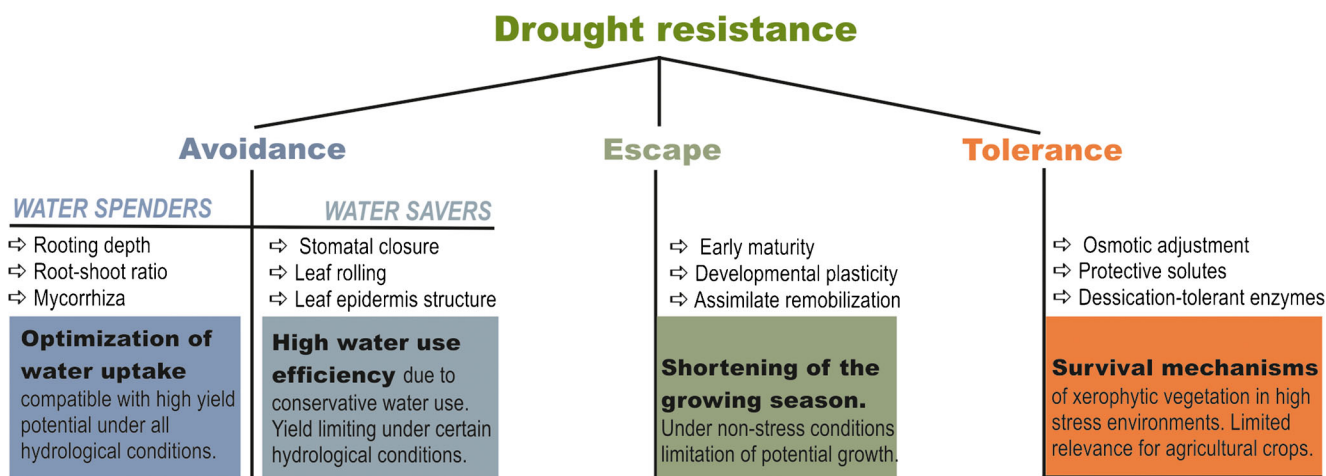 Drought resistance
Avoidance
Escape
Tolerance
WATER SPENDERS
WATER SAVERS
⇨ Rooting depth
⇨ Root-shoot ratio
⇨ Mycorrhiza
Optimization of
water uptake
compatible with high yield
potential under all
hydrological conditions.
⇨ Stomatal closure
⇨ Leaf rolling
⇨ Leaf epidermis structure
High water use
efficiency due to
conservative water use.
Yield limiting under certain
hydrological conditions.
⇨ Early maturity
⇨ Developmental plasticity
⇨ Assimilate remobilization
Shortening of the
growing season.
Under non-stress conditions
limitation of potential growth.
⇨ Osmotic adjustment
⇨ Protective solutes
⇨ Dessication-tolerant enzymes
Survival mechanisms
of xerophytic vegetation in high
stress environments. Limited
relevance for agricultural crops.